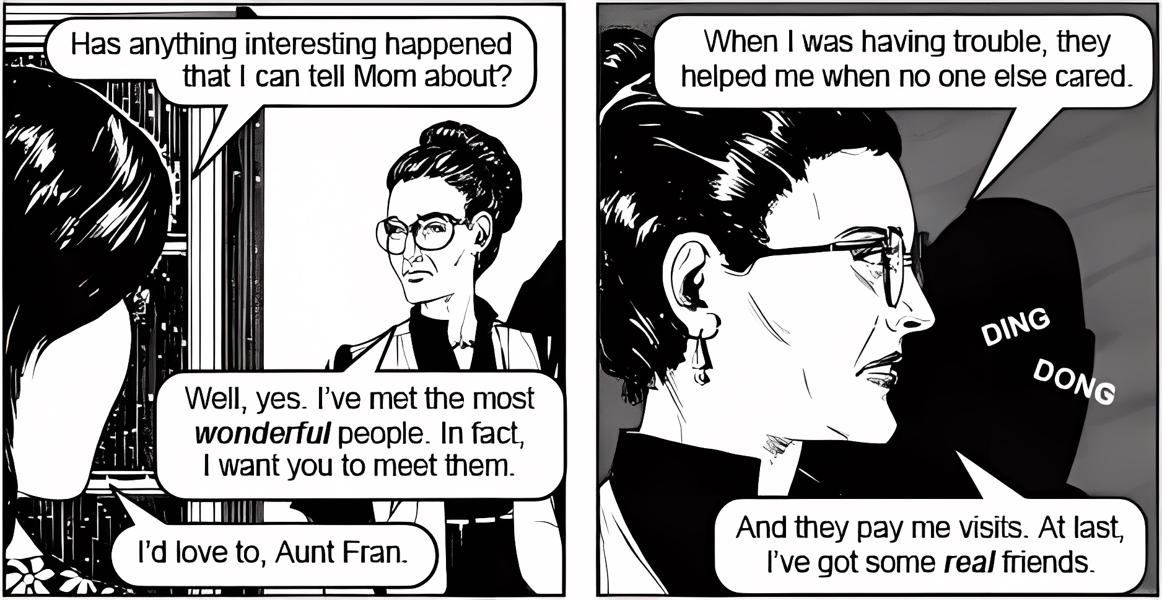 Has anything interesting happened
that I can tell Mom about?
Well, yes. I've met the most
wonderful people. In fact,
I want you to meet them.
I'd love to, Aunt Fran.
When I was having trouble, they
helped me when no one else cared.
DING
DONG
And they pay me visits. At last,
I've got some real friends.